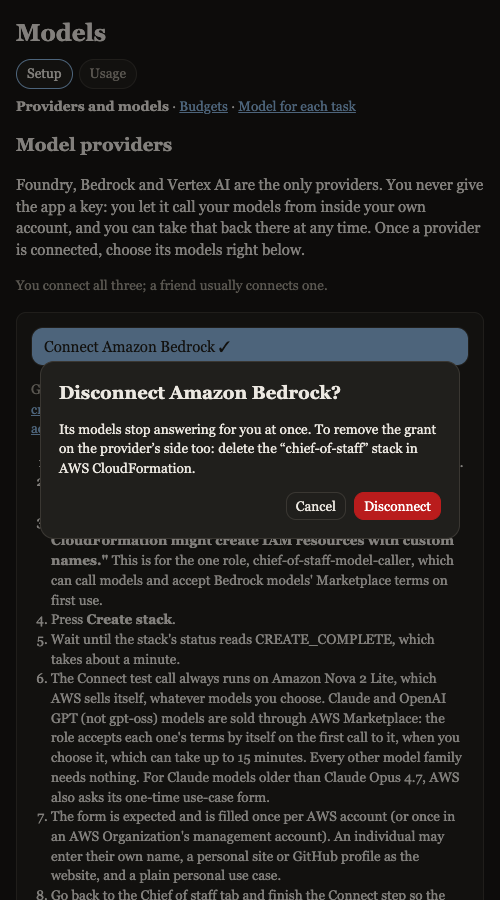 Models
Setup
Usage
Providers and models · Budgets · Model for each task
Model providers
Foundry, Bedrock and Vertex AI are the only providers. You never give
the app a key: you let it call your models from inside your own
account, and you can take that back there at any time. Once a provider
is connected, choose its models right below.
You connect all three; a friend usually connects one.
Connect Amazon Bedrock ✓
Disconnect Amazon Bedrock?
Its models stop answering for you at once. To remove the grant
on the provider's side too: delete the “chief-of-staff” stack in
AWS CloudFormation.
Cancel
Disconnect
CloudFormation might create IAM resources with custom
names." This is for the one role, chief-of-staff-model-caller, which
can call models and accept Bedrock models' Marketplace terms on
first use.
4. Press Create stack.
5. Wait until the stack's status reads CREATE_COMPLETE, which
takes about a minute.
6. The Connect test call always runs on Amazon Nova 2 Lite, which
AWS sells itself, whatever models you choose. Claude and OpenAI
GPT (not gpt-oss) models are sold through AWS Marketplace: the
role accepts each one's terms by itself on the first call to it, when you
choose it, which can take up to 15 minutes. Every other model family
needs nothing. For Claude models older than Claude Opus 4.7, AWS
also asks its one-time use-case form.
7. The form is expected and is filled once per AWS account (or once in
an AWS Organization's management account). An individual may
enter their own name, a personal site or GitHub profile as the
website, and a plain personal use case.
8. Go back to the Chief of staff tab and finish the Connect step so the